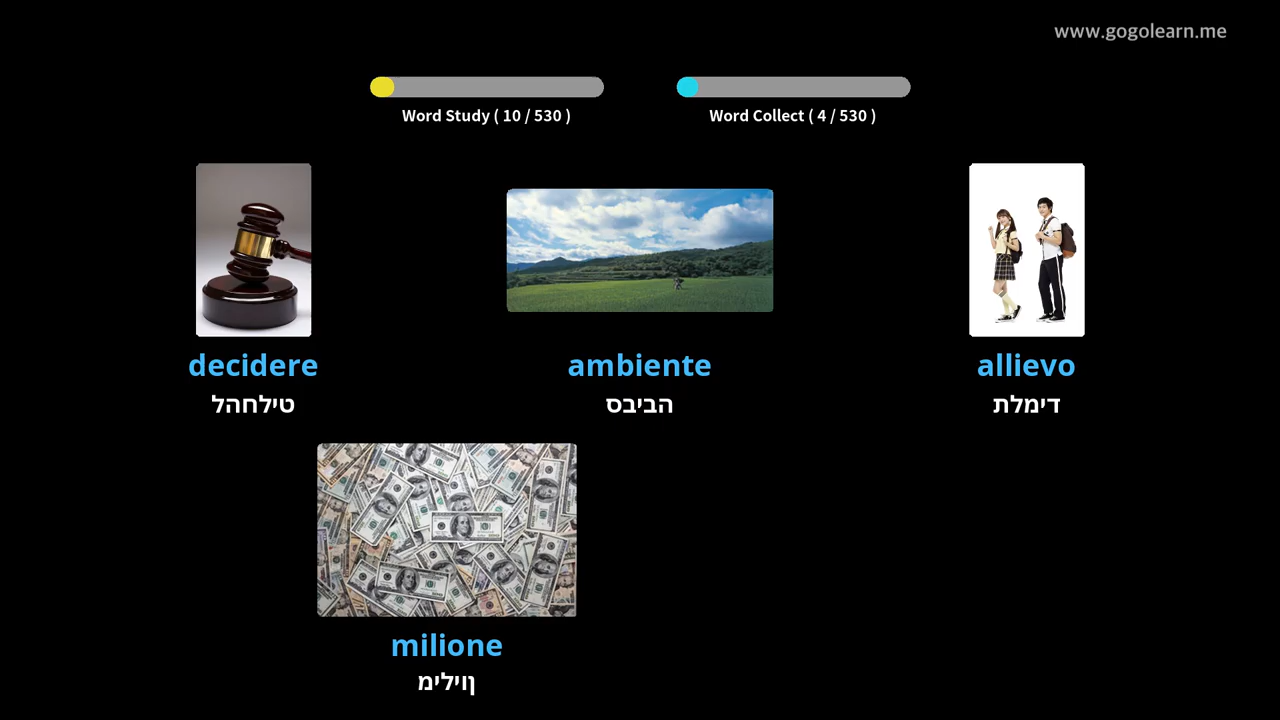 www.gogolearn.me
Word Study ( 10 / 530 )
Word Collect ( 4 / 530 )
decidere
טילחהל
ambiente
הביבס
allievo
דימלת
milione
ןוילימ